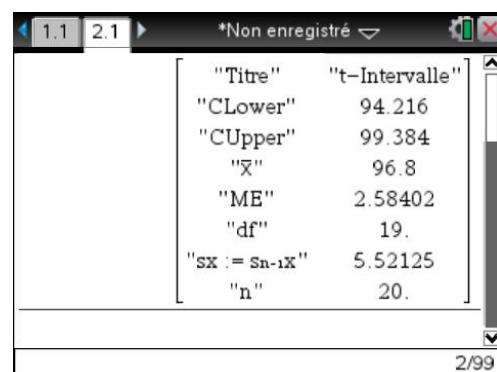 1.1 2.1 *Non enregistré
"Titre" "t-Intervalle"
"CLower" 94.216
"CUpper" 99.384
"x̄" 96.8
"ME" 2.58402
"df" 19.
"sx := sn-1x" 5.52125
"n" 20.
2/99